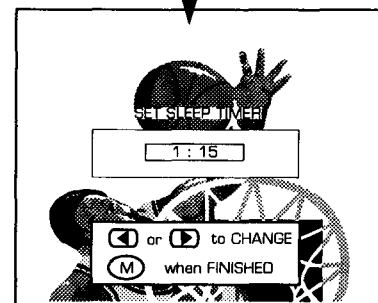 SET SLEEP TIMER
1 : 15
◀ or ▶ to CHANGE
M when FINISHED